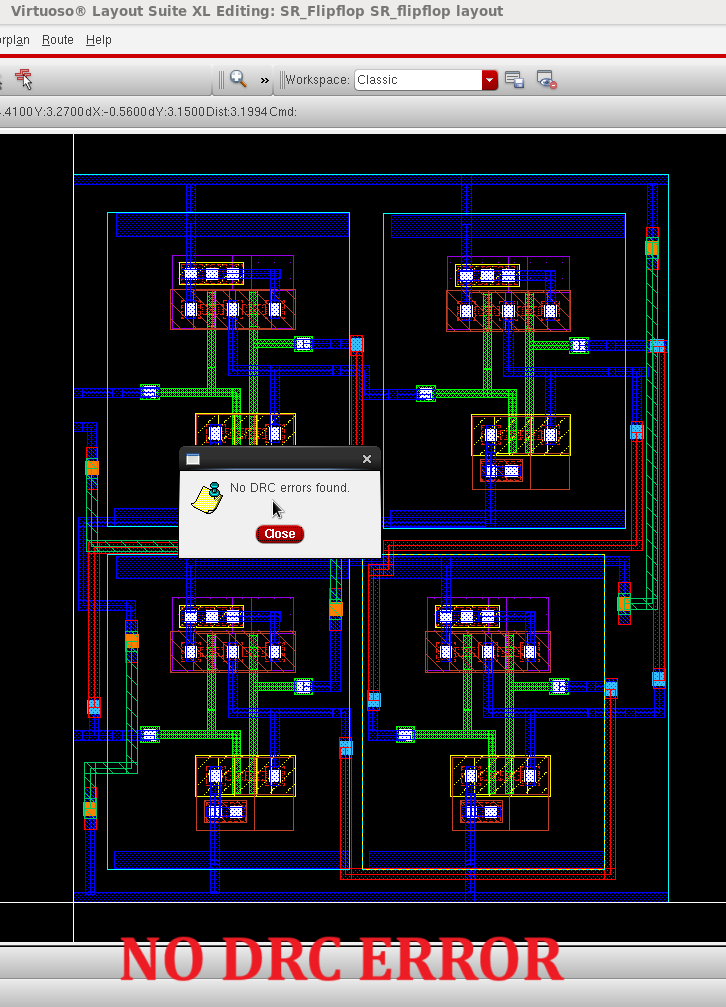 Virtuoso® Layout Suite XL Editing: SR_Flipflop SR_flipflop layout
rplan Route Help
» Workspace: Classic
.4100Y:3.2700dX:-0.5600dY:3.1500Dist:3.1994Cmd:
No DRC errors found.
Close
NO DRC ERROR